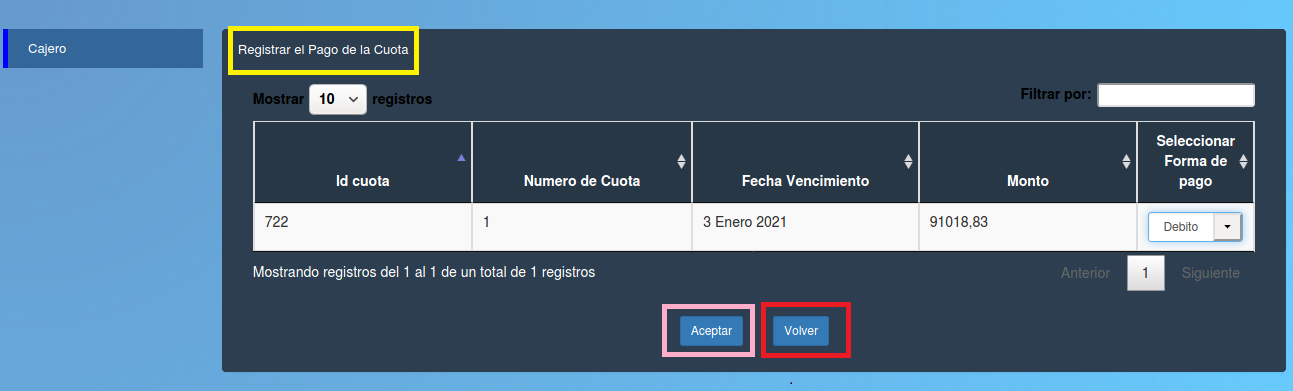 Cajero
Registrar el Pago de la Cuota
Mostrar 10 registros
Filtrar por:
Id cuota Numero de Cuota Fecha Vencimiento Monto Seleccionar Forma de pago
722 1 3 Enero 2021 91018,83 Debito
Mostrando registros del 1 al 1 de un total de 1 registros
Anterior 1 Siguiente
Aceptar Volver
.